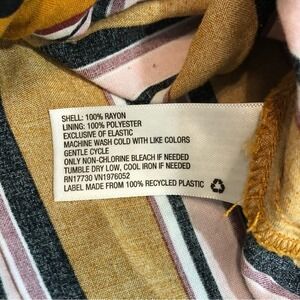 SHELL: 100% RAYON
LINING: 100% POLYESTER
EXCLUSIVE OF ELASTIC
MACHINE WASH COLD WITH LIKE COLORS
GENTLE CYCLE
ONLY NON-CHLORINE BLEACH IF NEEDED
TUMBLE DRY LOW, COOL IRON IF NEEDED
RN17730 VN1976052
LABEL MADE FROM 100% RECYCLED PLASTIC